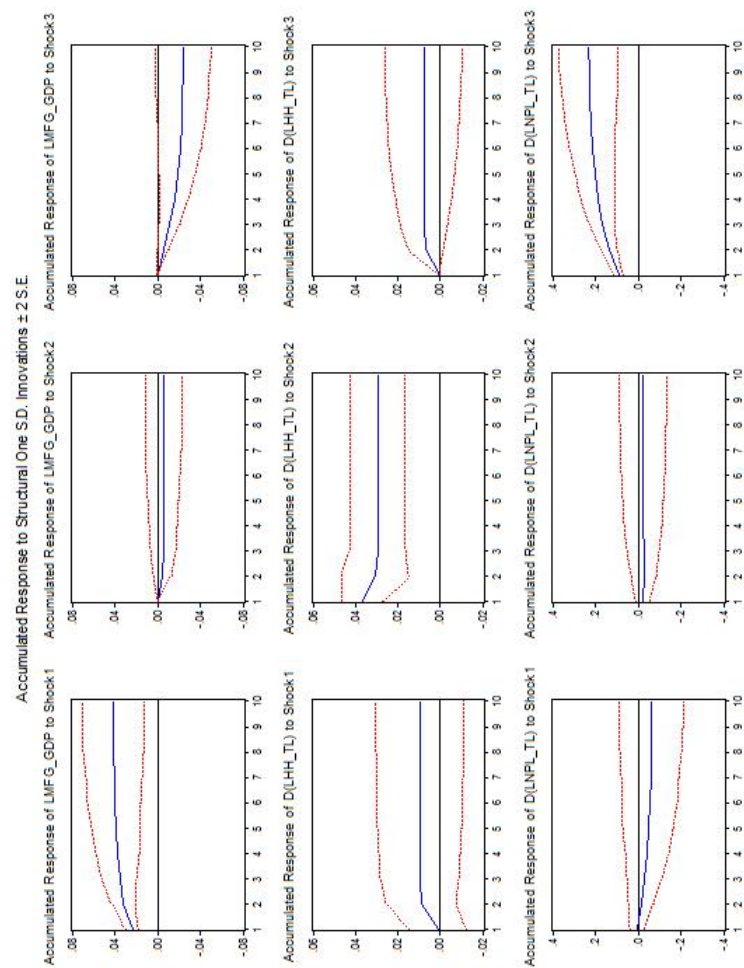 Accumulated Response to Structural One S.D. Innovations ± 2 S.E.
Accumulated Response of LMFG_GDP to Shock1
.08
.04
.00
-.04
-.08
1 2 3 4 5 6 7 8 9 10
Accumulated Response of LMFG_GDP to Shock2
.08
.04
.00
-.04
-.08
1 2 3 4 5 6 7 8 9 10
Accumulated Response of LMFG_GDP to Shock3
.08
.04
.00
-.04
-.08
1 2 3 4 5 6 7 8 9 10
Accumulated Response of D(LHH_TL) to Shock1
.06
.04
.02
.00
-.02
1 2 3 4 5 6 7 8 9 10
Accumulated Response of D(LHH_TL) to Shock2
.06
.04
.02
.00
-.02
1 2 3 4 5 6 7 8 9 10
Accumulated Response of D(LHH_TL) to Shock3
.06
.04
.02
.00
-.02
1 2 3 4 5 6 7 8 9 10
Accumulated Response of D(LNPL_TL) to Shock1
.4
.2
.0
-.2
-.4
1 2 3 4 5 6 7 8 9 10
Accumulated Response of D(LNPL_TL) to Shock2
.4
.2
.0
-.2
-.4
1 2 3 4 5 6 7 8 9 10
Accumulated Response of D(LNPL_TL) to Shock3
.4
.2
.0
-.2
-.4
1 2 3 4 5 6 7 8 9 10